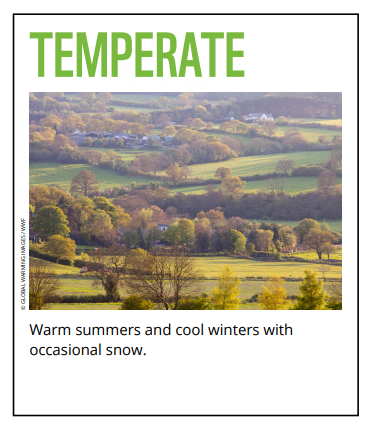 TEMPERATE
© GLOBAL WARMING IMAGES / WWF
Warm summers and cool winters with
occasional snow.